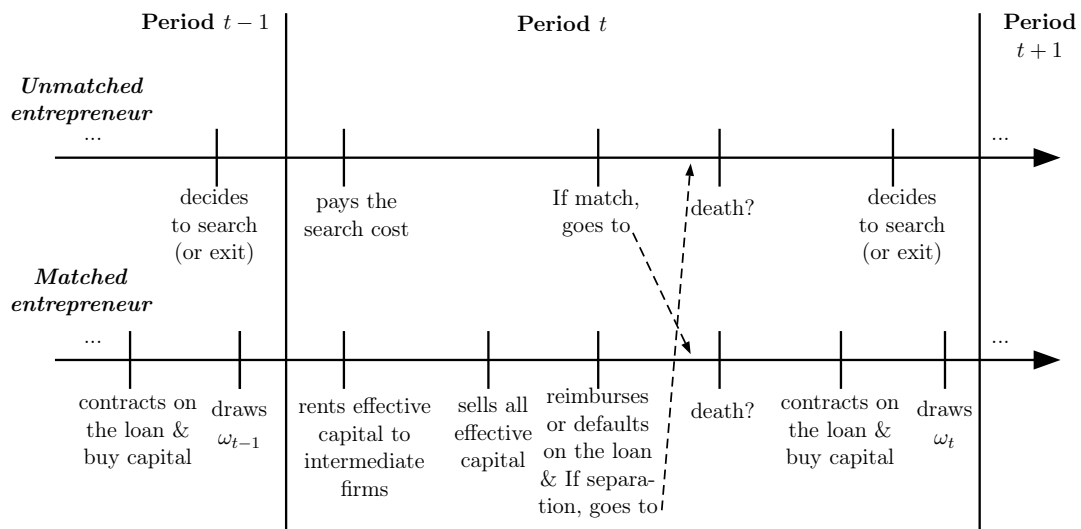 Period t − 1
Period t
Period
t + 1
Unmatched
entrepreneur
...
...
decides
to search
(or exit)
pays the
search cost
If match,
goes to
death?
decides
to search
(or exit)
Matched
entrepreneur
...
...
contracts on
the loan &
buy capital
draws
ωt−1
rents effective
capital to
intermediate
firms
sells all
effective
capital
reimburses
or defaults
on the loan
& If separa-
tion, goes to
death?
contracts on
the loan &
buy capital
draws
ωt